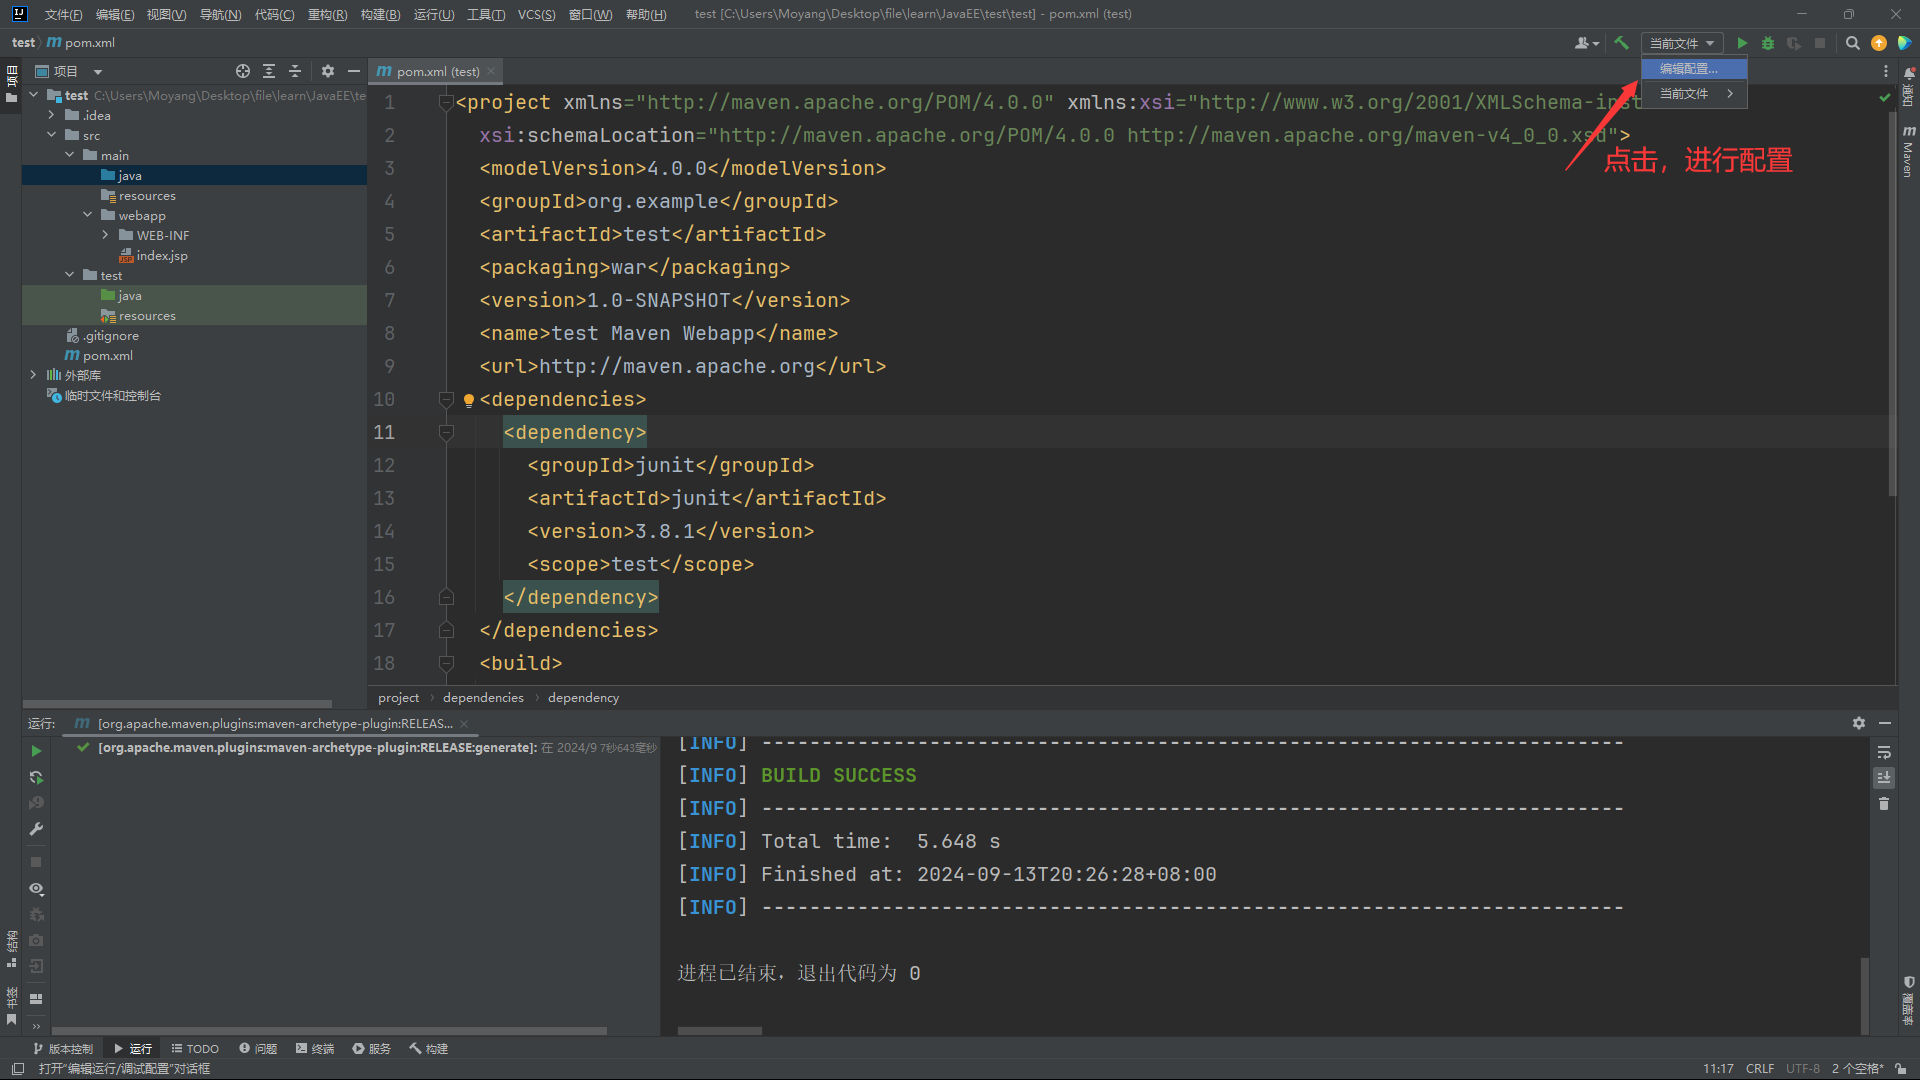 文件(F) 编辑(E) 视图(V) 导航(N) 代码(C) 重构(R) 构建(B) 运行(U) 工具(T) VCS(S) 窗口(W) 帮助(H) test [C:\Users\Moyang\Desktop\file\learn\JavaEE\test\test] - pom.xml (test)
test pom.xml 当前文件
编辑配置...
当前文件
点击，进行配置
项目
项目
test C:\Users\Moyang\Desktop\file\learn\JavaEE\te
.idea
src
main
java
resources
webapp
WEB-INF
index.jsp
test
java
resources
.gitignore
pom.xml
外部库
临时文件和控制台
pom.xml (test)
1 <project xmlns="http://maven.apache.org/POM/4.0.0" xmlns:xsi="http://www.w3.org/2001/XMLSchema-inst
2 xsi:schemaLocation="http://maven.apache.org/POM/4.0.0 http://maven.apache.org/maven-v4_0_0.xsd">
3 <modelVersion>4.0.0</modelVersion>
4 <groupId>org.example</groupId>
5 <artifactId>test</artifactId>
6 <packaging>war</packaging>
7 <version>1.0-SNAPSHOT</version>
8 <name>test Maven Webapp</name>
9 <url>http://maven.apache.org</url>
10 <dependencies>
11 <dependency>
12 <groupId>junit</groupId>
13 <artifactId>junit</artifactId>
14 <version>3.8.1</version>
15 <scope>test</scope>
16 </dependency>
17 </dependencies>
18 <build>
project › dependencies › dependency
通知
Maven
覆盖率
运行: [org.apache.maven.plugins:maven-archetype-plugin:RELEAS...
[org.apache.maven.plugins:maven-archetype-plugin:RELEASE:generate]: 在 2024/9 7秒643毫秒
[INFO] ------------------------------------------------------------------------
[INFO] BUILD SUCCESS
[INFO] ------------------------------------------------------------------------
[INFO] Total time:  5.648 s
[INFO] Finished at: 2024-09-13T20:26:28+08:00
[INFO] ------------------------------------------------------------------------
进程已结束，退出代码为 0
结构
书签
版本控制 运行 TODO 问题 终端 服务 构建
打开“编辑运行/调试配置”对话框 11:17 CRLF UTF-8 2 个空格*